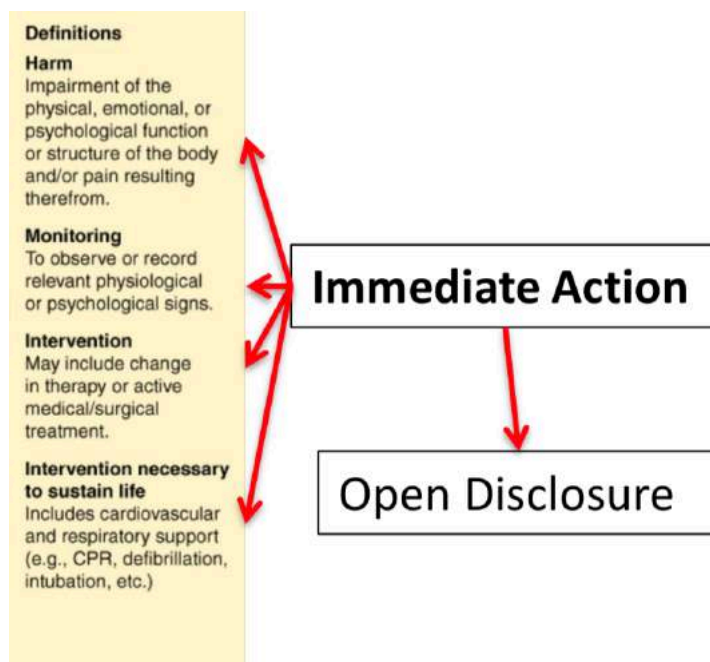 Definitions
Harm
Impairment of the
physical, emotional, or
psychological function
or structure of the body
and/or pain resulting
therefrom.
Monitoring
To observe or record
relevant physiological
or psychological signs.
Intervention
May include change
in therapy or active
medical/surgical
treatment.
Intervention necessary
to sustain life
Includes cardiovascular
and respiratory support
(e.g., CPR, defibrillation,
intubation, etc.)
Immediate Action
Open Disclosure